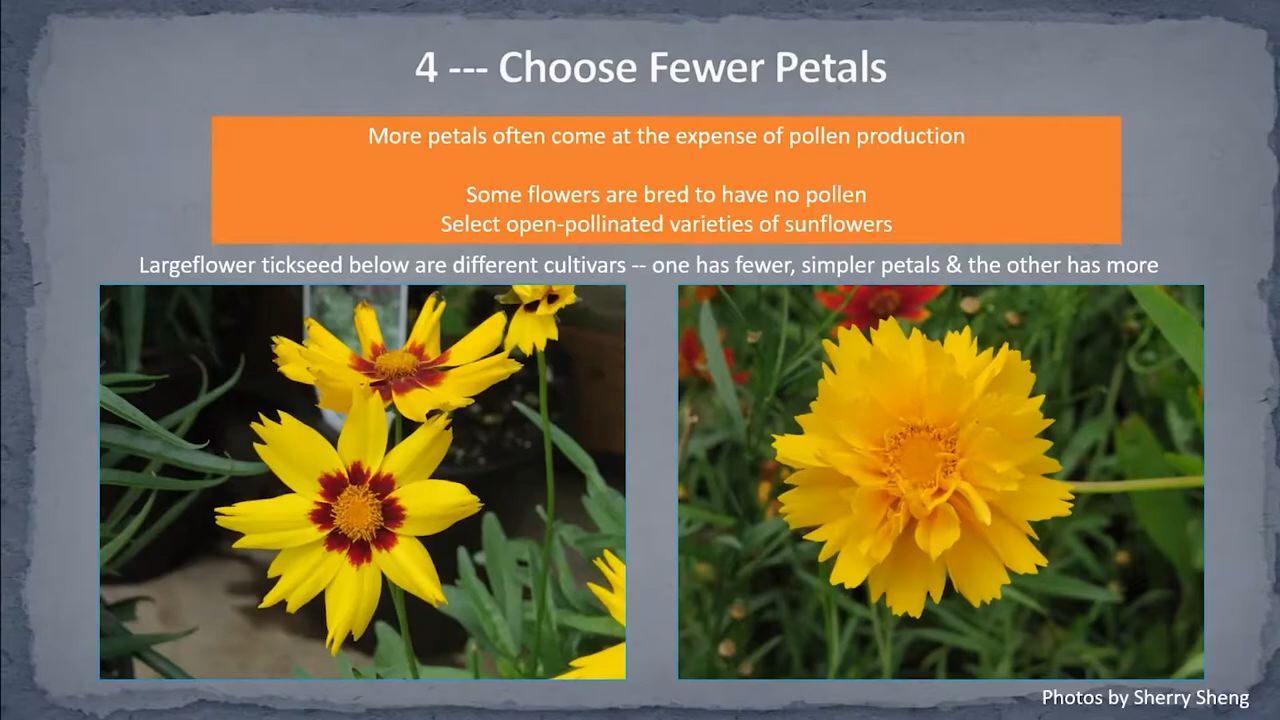 4 --- Choose Fewer Petals
More petals often come at the expense of pollen production
Some flowers are bred to have no pollen
Select open-pollinated varieties of sunflowers
Largeflower tickseed below are different cultivars -- one has fewer, simpler petals & the other has more
Photos by Sherry Sheng